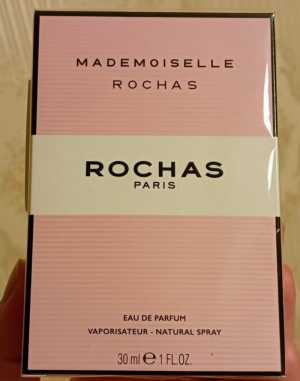 MADEMOISELLE
ROCHAS
ROCHAS
PARIS
EAU DE PARFUM
VAPORISATEUR - NATURAL SPRAY
30 ml ℮ 1 FL.OZ.